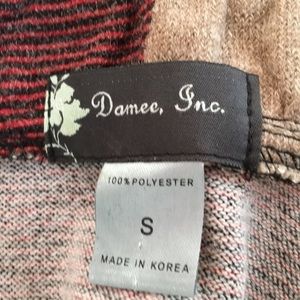 Damee, Inc.
100% POLYESTER
S
MADE IN KOREA